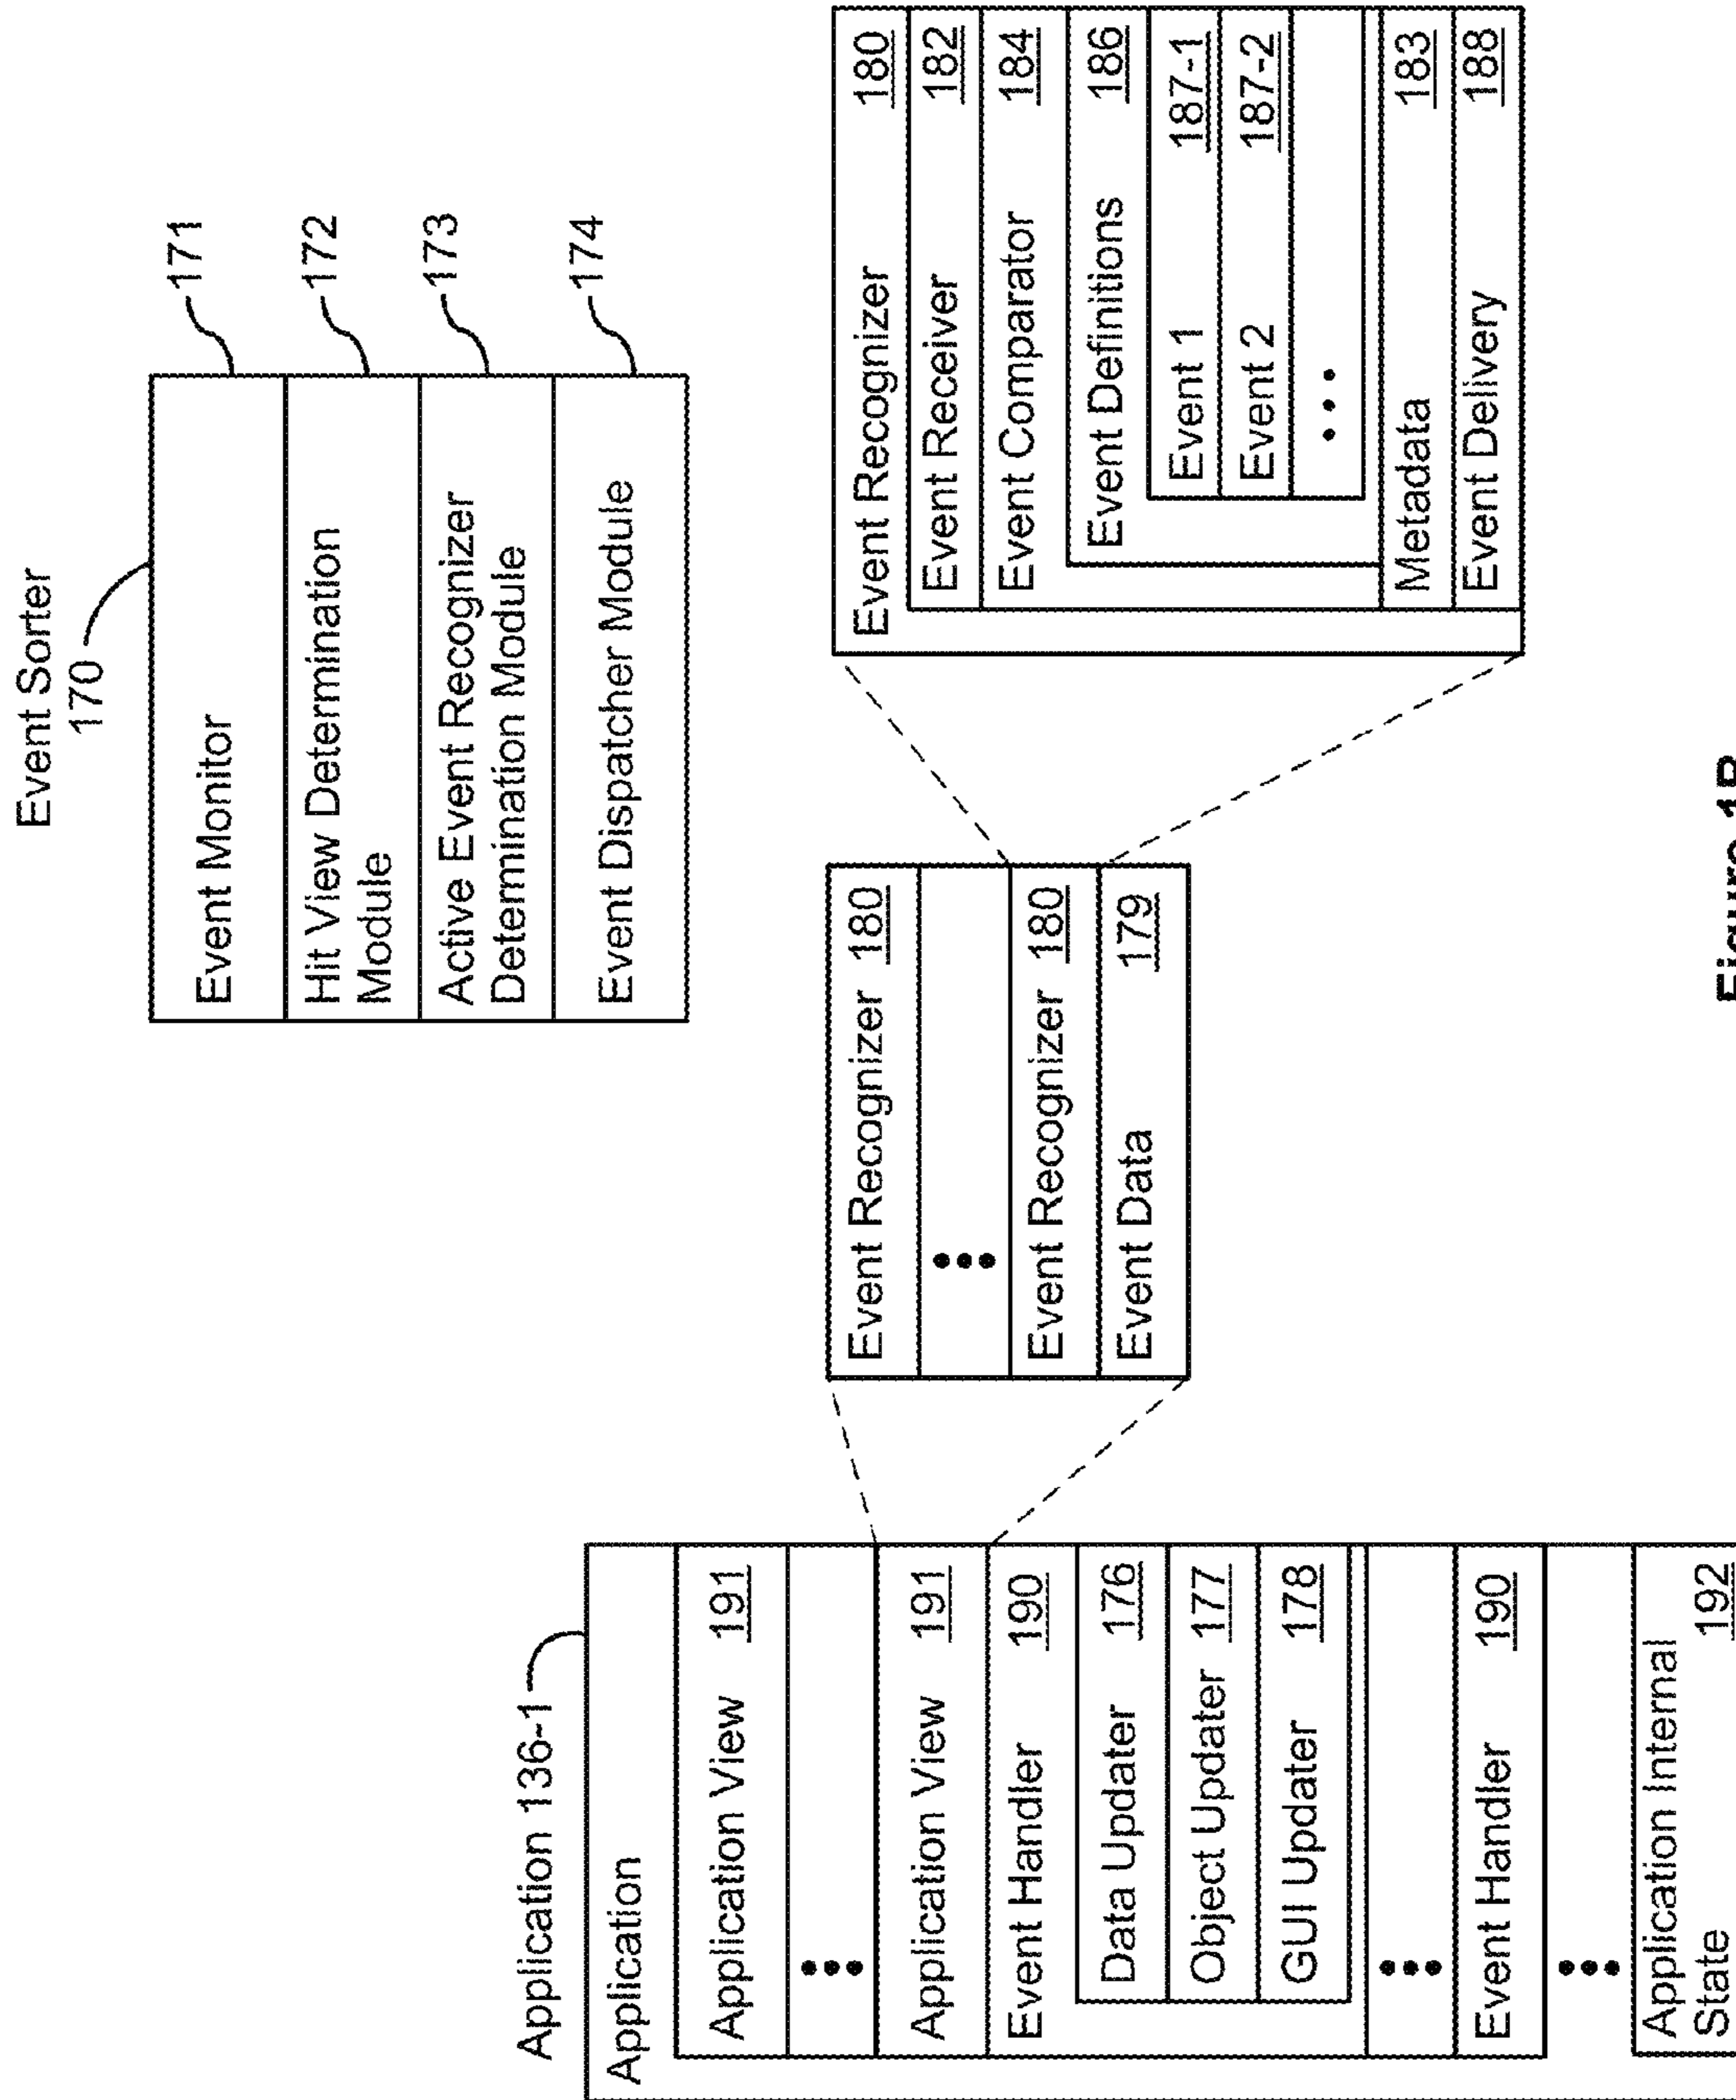 Event Sorter
170
Event Monitor
171
Hit View Determination
Module
172
Active Event Recognizer
Determination Module
173
Event Dispatcher Module
174
Application 136-1
Application
Application View 191
•••
Application View 191
Event Handler 190
Data Updater 176
Object Updater 177
GUI Updater 178
•••
Event Handler 190
•••
Application Internal
State 192
Event Recognizer 180
•••
Event Recognizer 180
Event Data 179
Event Recognizer 180
Event Receiver 182
Event Comparator 184
Event Definitions 186
Event 1 187-1
Event 2 187-2
•••
Metadata 183
Event Delivery 188
Figure 1B